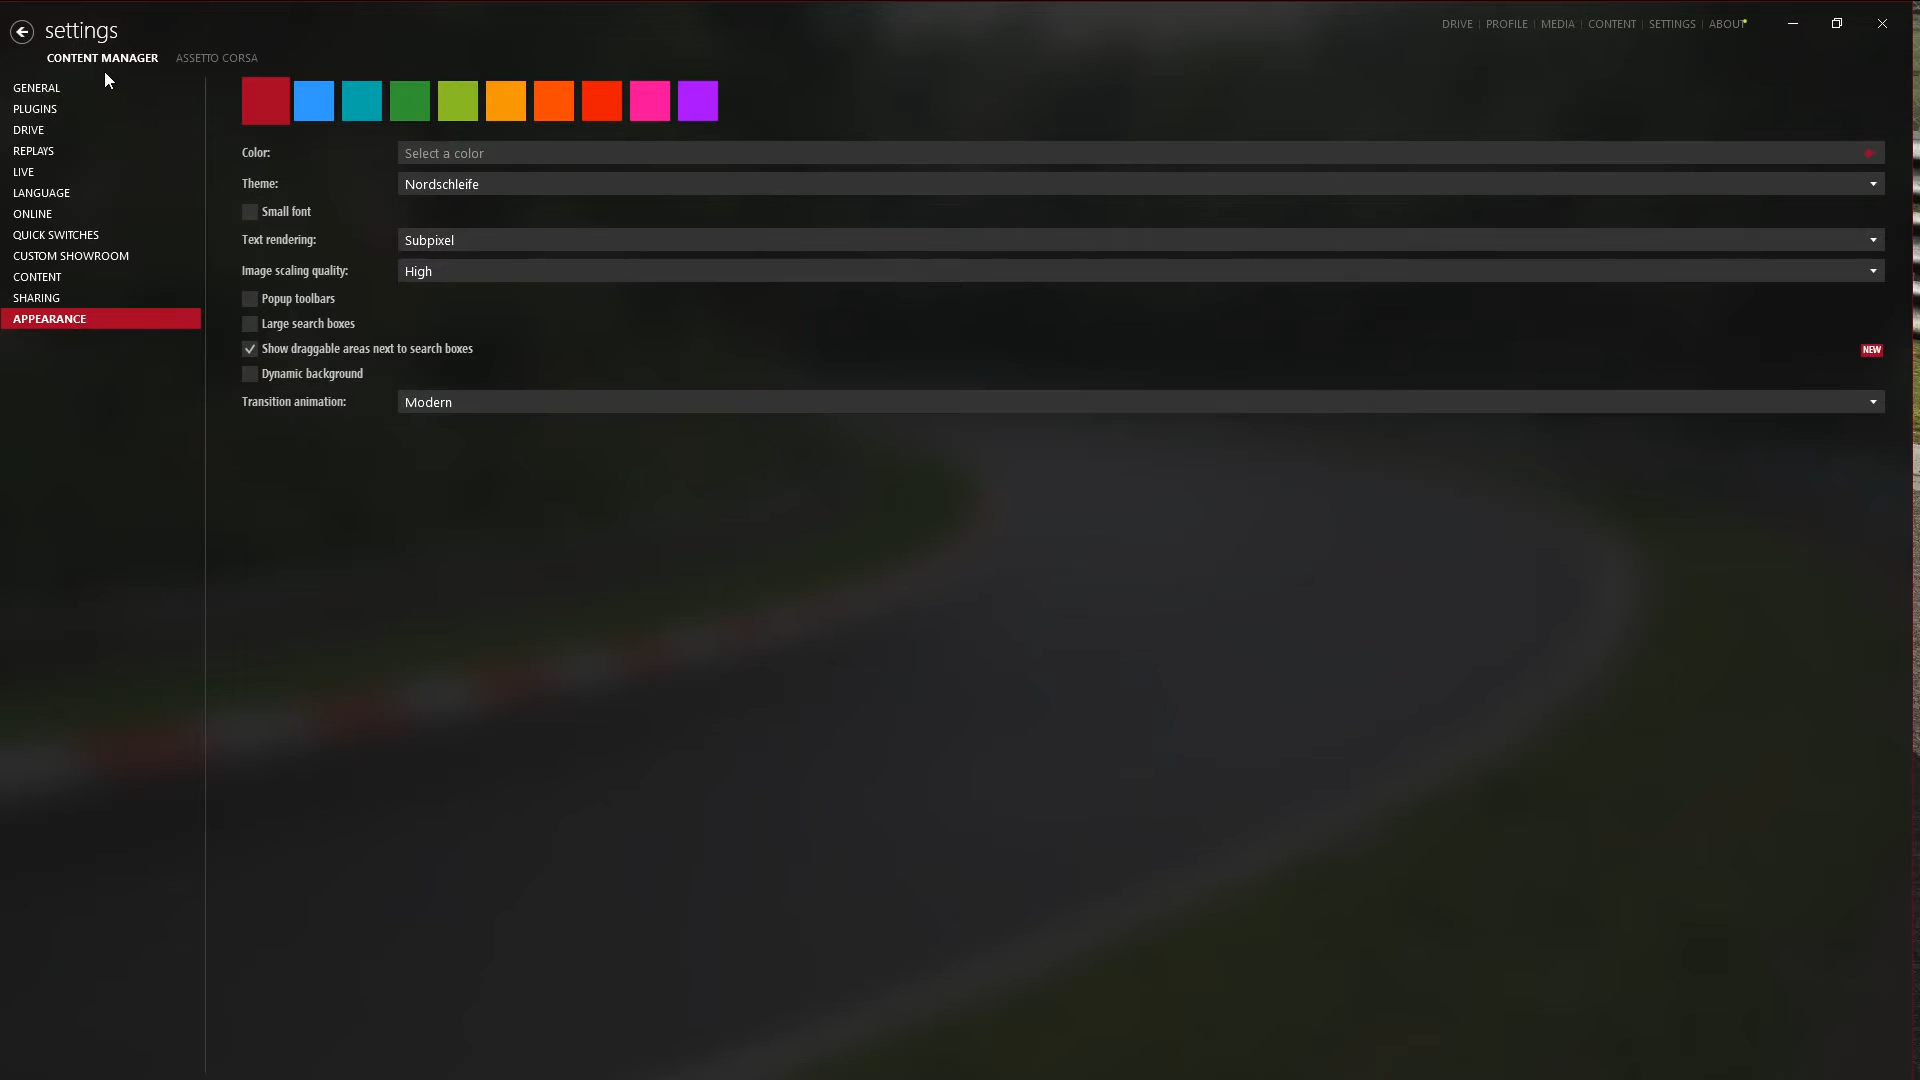 settings
DRIVE | PROFILE | MEDIA | CONTENT | SETTINGS | ABOUT
CONTENT MANAGER ASSETTO CORSA
GENERAL
PLUGINS
DRIVE
REPLAYS
LIVE
LANGUAGE
ONLINE
QUICK SWITCHES
CUSTOM SHOWROOM
CONTENT
SHARING
APPEARANCE
Color: Select a color
Theme: Nordschleife
Small font
Text rendering: Subpixel
Image scaling quality: High
Popup toolbars
Large search boxes
Show draggable areas next to search boxes NEW
Dynamic background
Transition animation: Modern